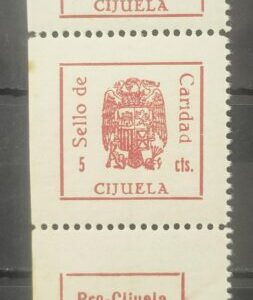 CIJUELA
Sello de
Caridad
5 cts.
CIJUELA
Pro-Cijuela